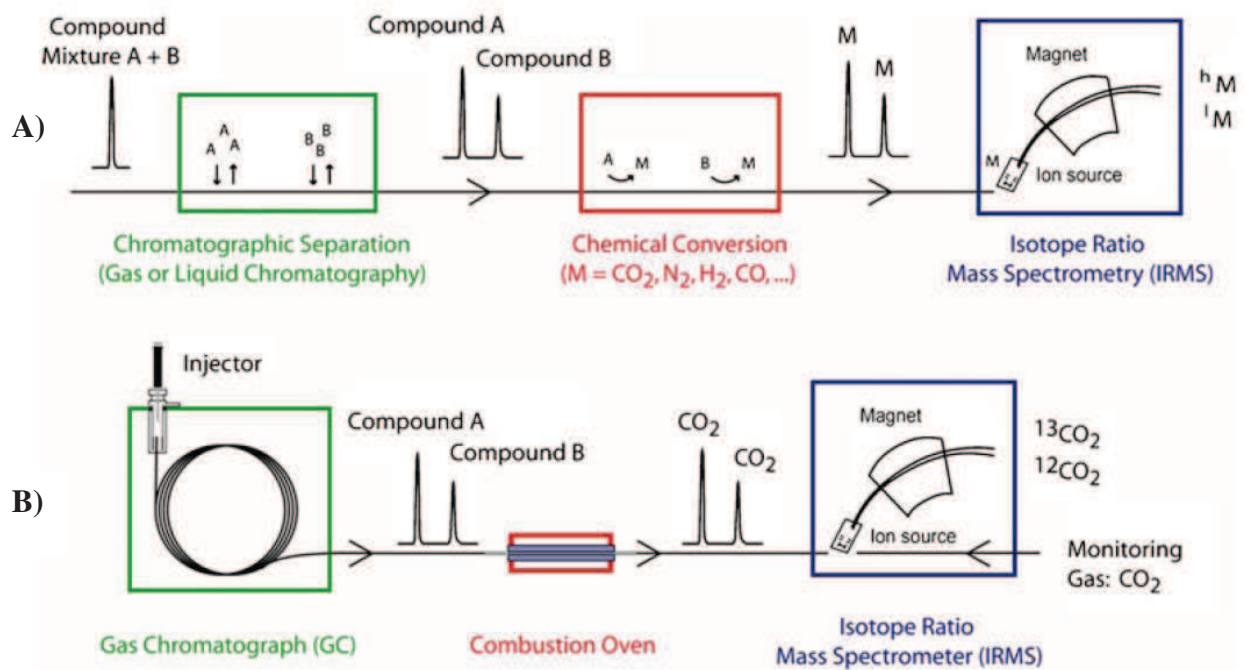 A)
Compound
Mixture A + B
A
A
A
B
B
B
Chromatographic Separation
(Gas or Liquid Chromatography)
Compound A
Compound B
A
M
B
M
Chemical Conversion
(M = CO₂, N₂, H₂, CO, ...)
M
M
Magnet
M
Ion source
ʰM
ˡM
Isotope Ratio
Mass Spectrometry (IRMS)
B)
Injector
Gas Chromatograph (GC)
Compound A
Compound B
Combustion Oven
CO₂
CO₂
Magnet
Ion source
¹³CO₂
¹²CO₂
Monitoring
Gas: CO₂
Isotope Ratio
Mass Spectrometer (IRMS)